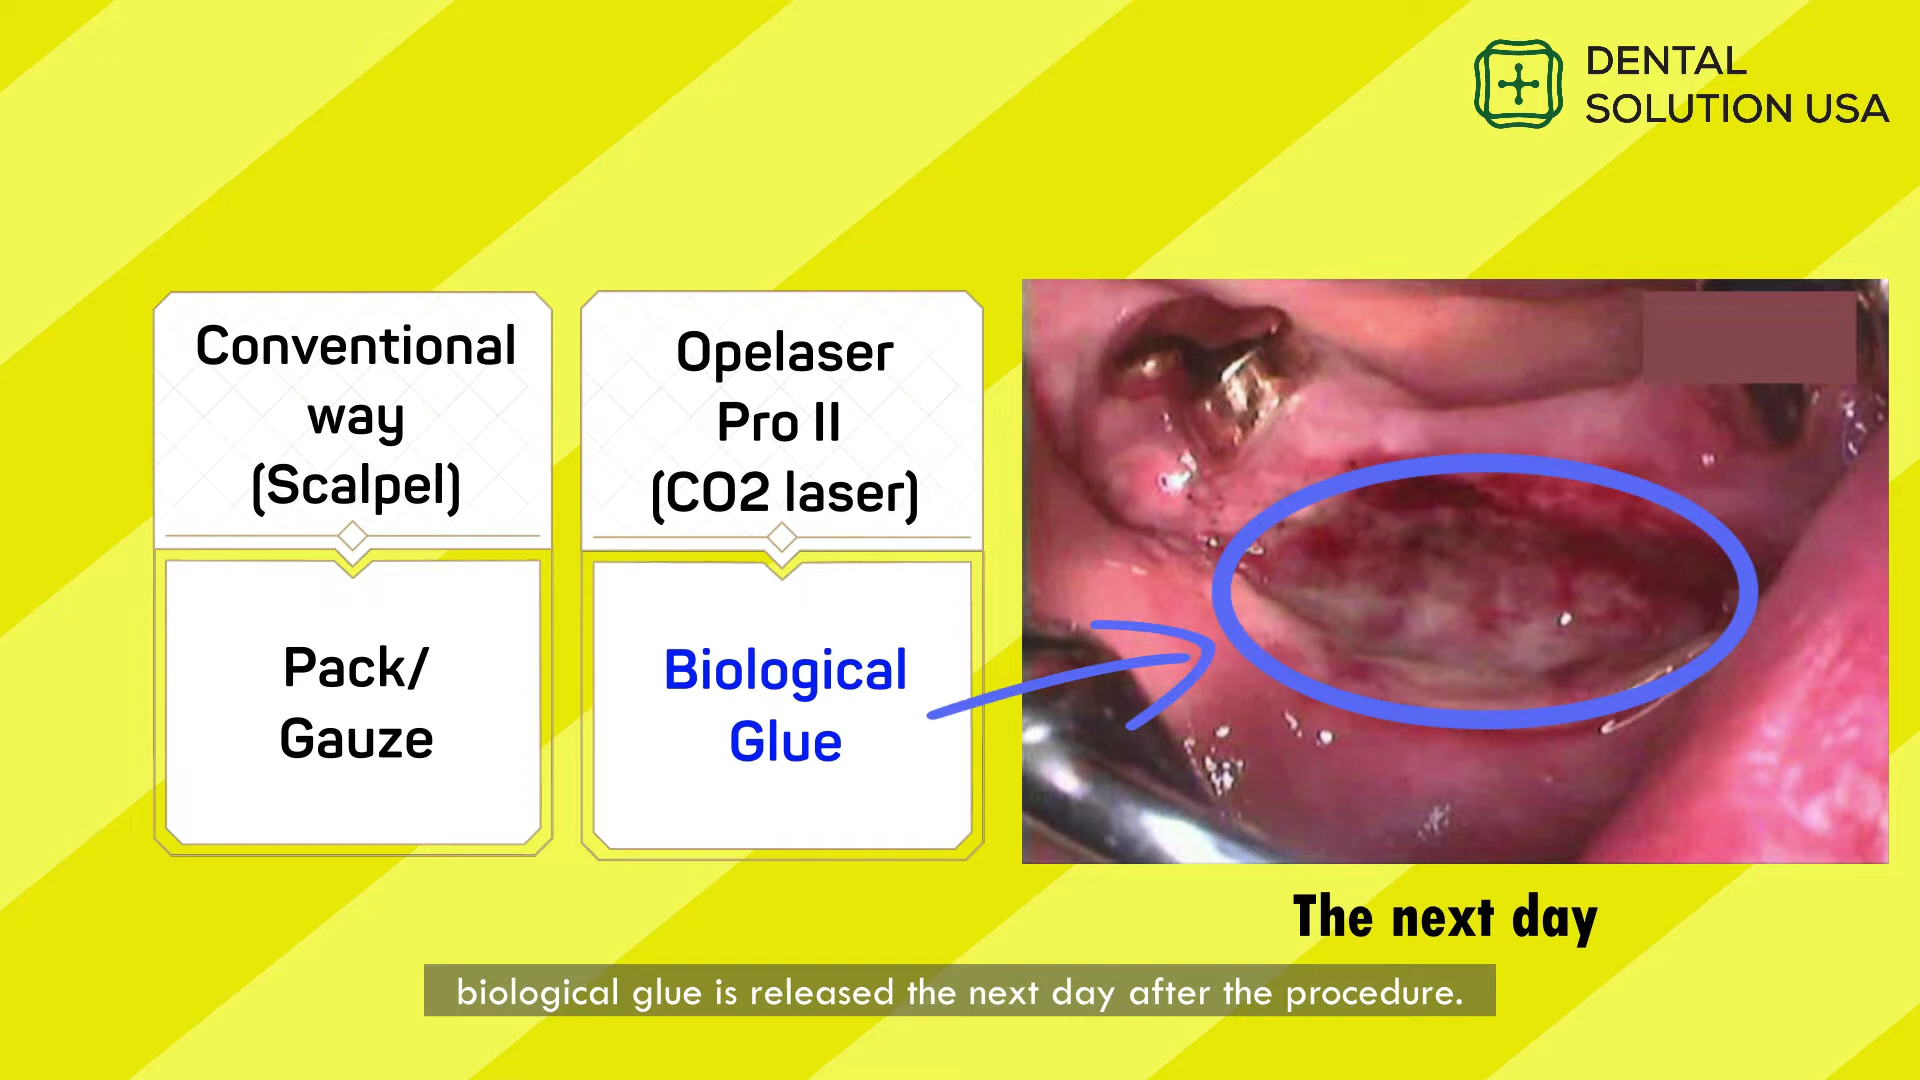 DENTAL
SOLUTION USA
Conventional
way
(Scalpel)
Pack/
Gauze
Opelaser
Pro II
(CO2 laser)
Biological
Glue
The next day
biological glue is released the next day after the procedure.